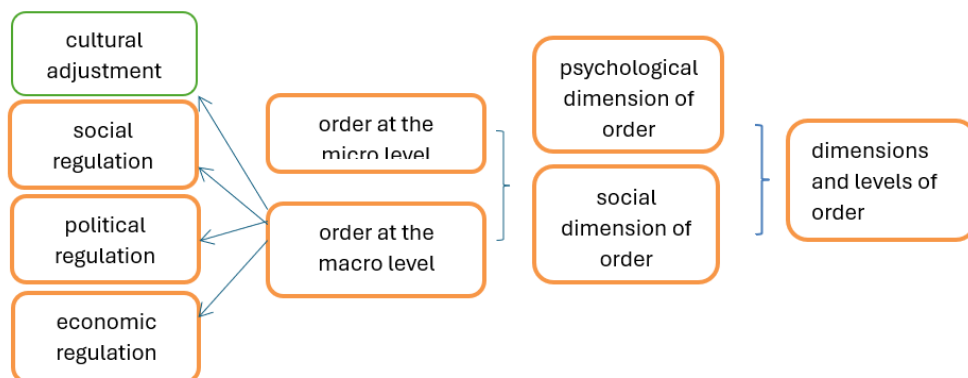 cultural
adjustment
social
regulation
political
regulation
economic
regulation
order at the
micro level
order at the
macro level
psychological
dimension of
order
social
dimension of
order
dimensions
and levels of
order